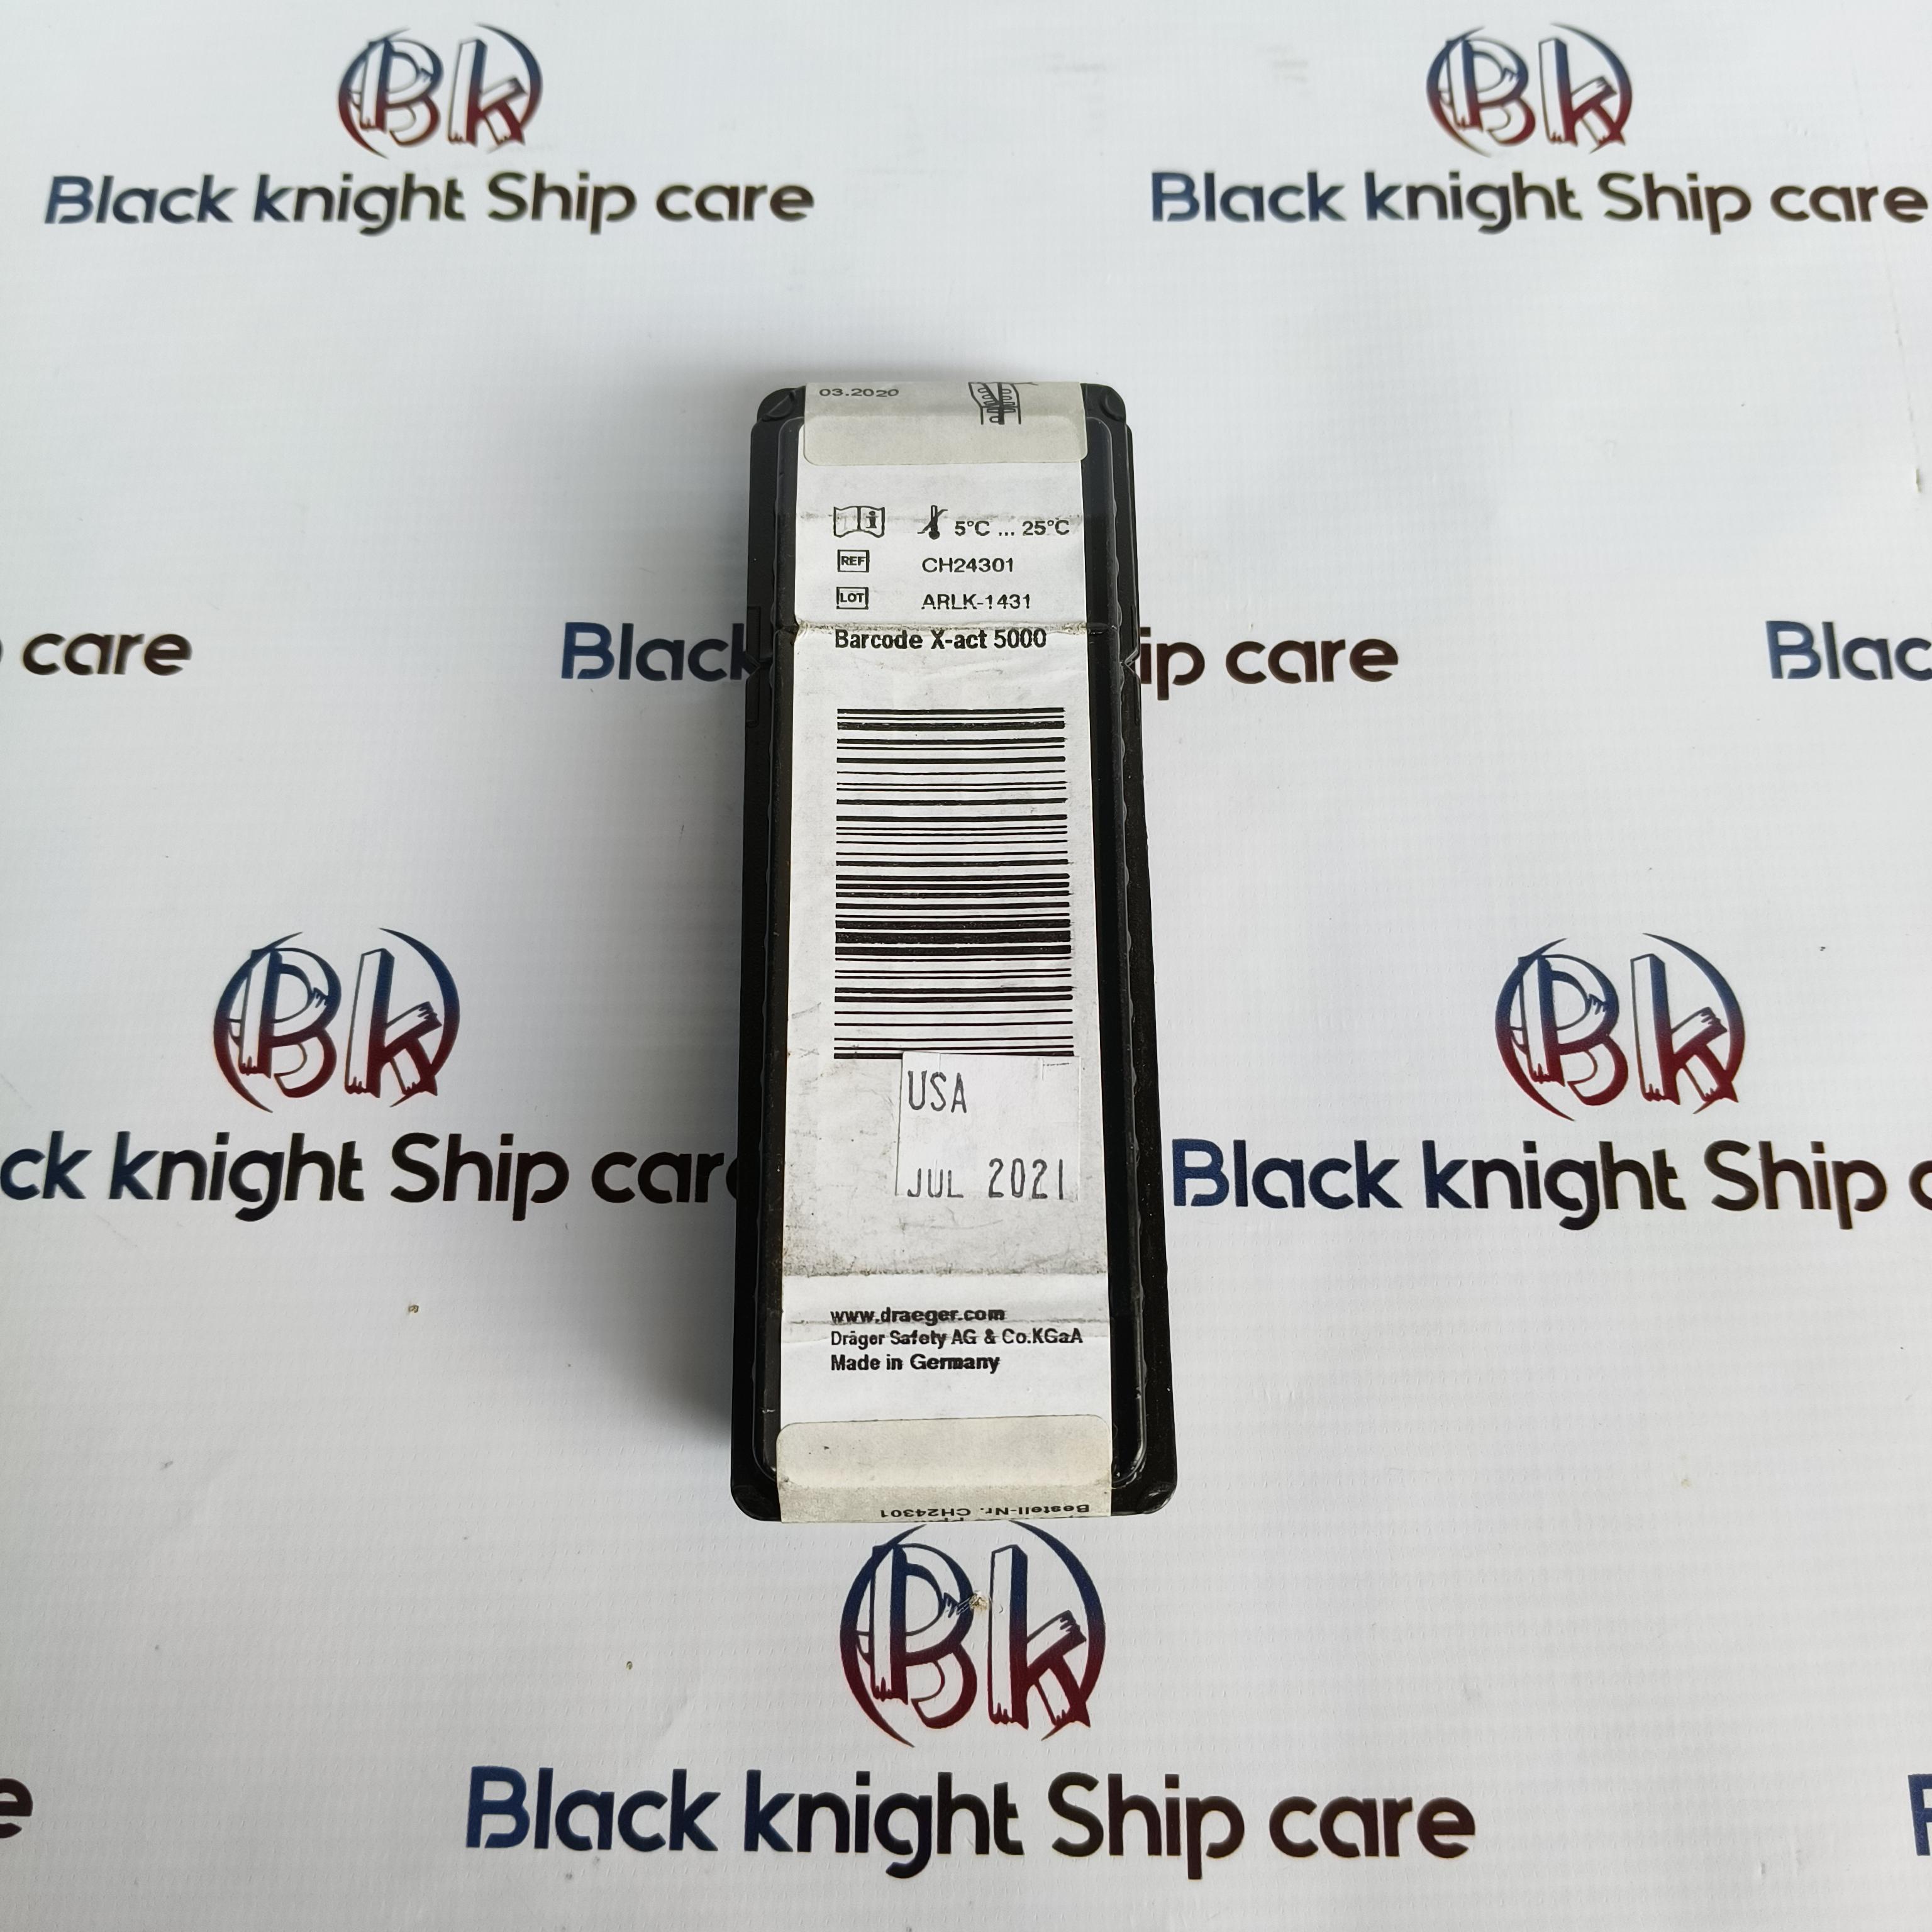 Bk
Bk
Black knight Ship care
Black knight Ship care
03.2020
5°C ... 25°C
REF
CH24301
LOT
ARLK-1431
Barcode X-act 5000
care
Black
ip care
Blac
USA
JUL 2021
Bk
Bk
ck knight Ship car
Black knight Ship c
www.draeger.com
Dräger Safety AG & Co.KGaA
Made in Germany
Bestell-Nr. CH24301
Bk
e
Black knight Ship care